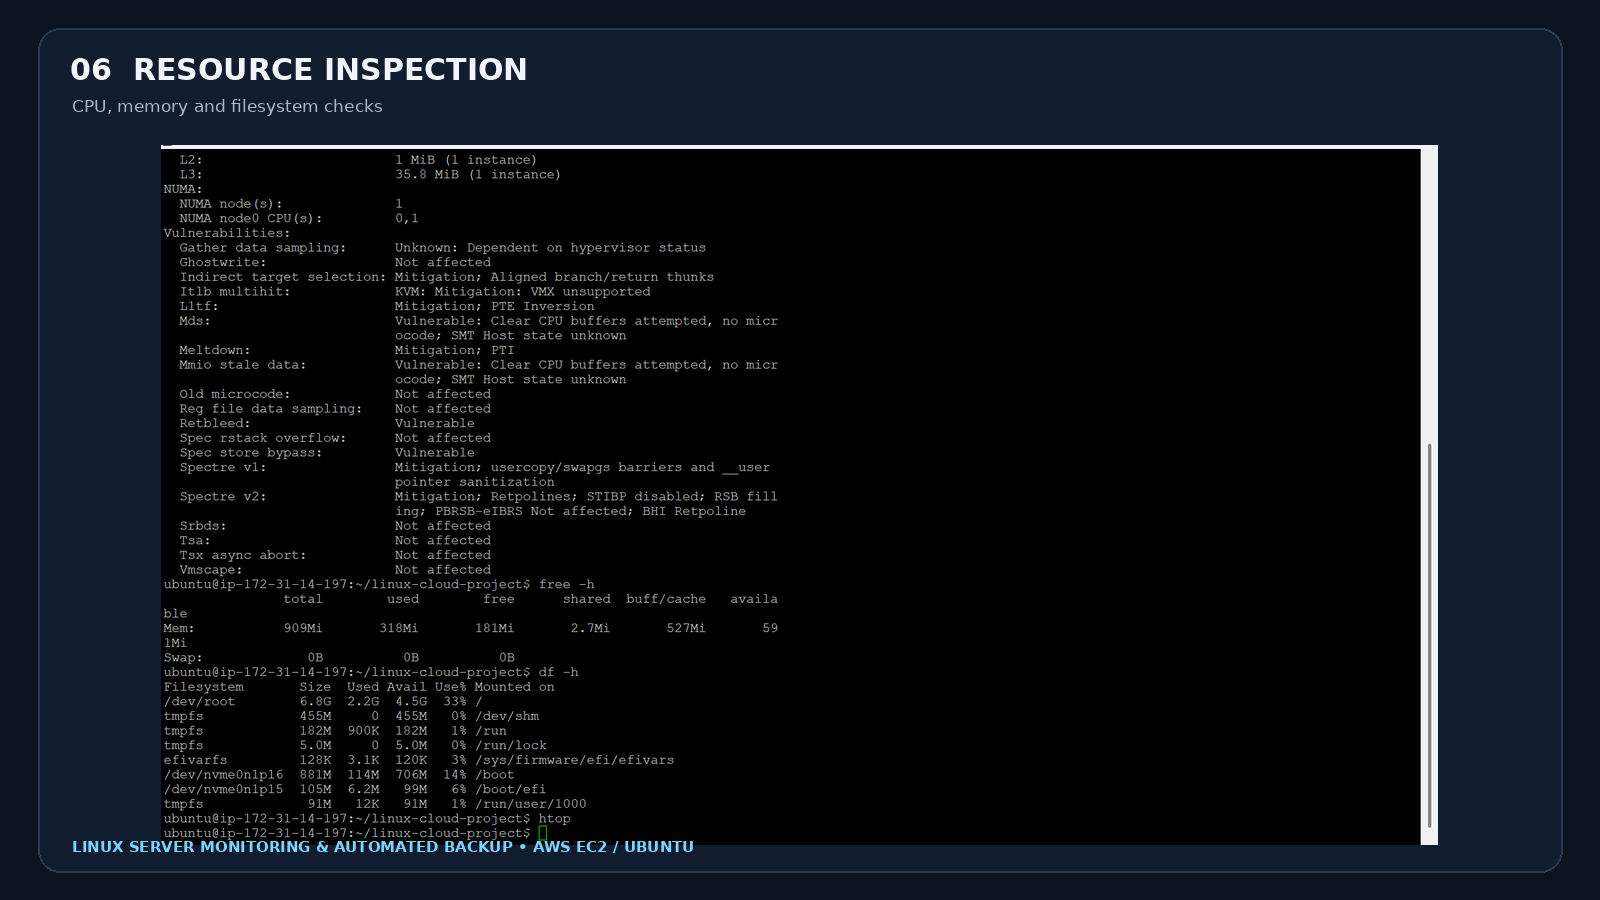 06 RESOURCE INSPECTION
CPU, memory and filesystem checks
L2: 1 MiB (1 instance)
L3: 35.8 MiB (1 instance)
NUMA:
NUMA node(s): 1
NUMA node0 CPU(s): 0,1
Vulnerabilities:
Gather data sampling: Unknown: Dependent on hypervisor status
Ghostwrite: Not affected
Indirect target selection: Mitigation; Aligned branch/return thunks
Itlb multihit: KVM: Mitigation: VMX unsupported
L1tf: Mitigation; PTE Inversion
Mds: Vulnerable: Clear CPU buffers attempted, no micr
ocode; SMT Host state unknown
Meltdown: Mitigation; PTI
Mmio stale data: Vulnerable: Clear CPU buffers attempted, no micr
ocode; SMT Host state unknown
Old microcode: Not affected
Reg file data sampling: Not affected
Retbleed: Vulnerable
Spec rstack overflow: Not affected
Spec store bypass: Vulnerable
Spectre v1: Mitigation; usercopy/swapgs barriers and __user
pointer sanitization
Spectre v2: Mitigation; Retpolines; STIBP disabled; RSB fill
ing; PBRSB-eIBRS Not affected; BHI Retpoline
Srbds: Not affected
Tsa: Not affected
Tsx async abort: Not affected
Vmscape: Not affected
ubuntu@ip-172-31-14-197:~/linux-cloud-project$ free -h
total used free shared buff/cache availa
ble
Mem: 909Mi 318Mi 181Mi 2.7Mi 527Mi 59
1Mi
Swap: 0B 0B 0B
ubuntu@ip-172-31-14-197:~/linux-cloud-project$ df -h
Filesystem Size Used Avail Use% Mounted on
/dev/root 6.8G 2.2G 4.5G 33% /
tmpfs 455M 0 455M 0% /dev/shm
tmpfs 182M 900K 182M 1% /run
tmpfs 5.0M 0 5.0M 0% /run/lock
efivarfs 128K 3.1K 120K 3% /sys/firmware/efi/efivars
/dev/nvme0n1p16 881M 114M 706M 14% /boot
/dev/nvme0n1p15 105M 6.2M 99M 6% /boot/efi
tmpfs 91M 12K 91M 1% /run/user/1000
ubuntu@ip-172-31-14-197:~/linux-cloud-project$ htop
ubuntu@ip-172-31-14-197:~/linux-cloud-project$
LINUX SERVER MONITORING & AUTOMATED BACKUP • AWS EC2 / UBUNTU